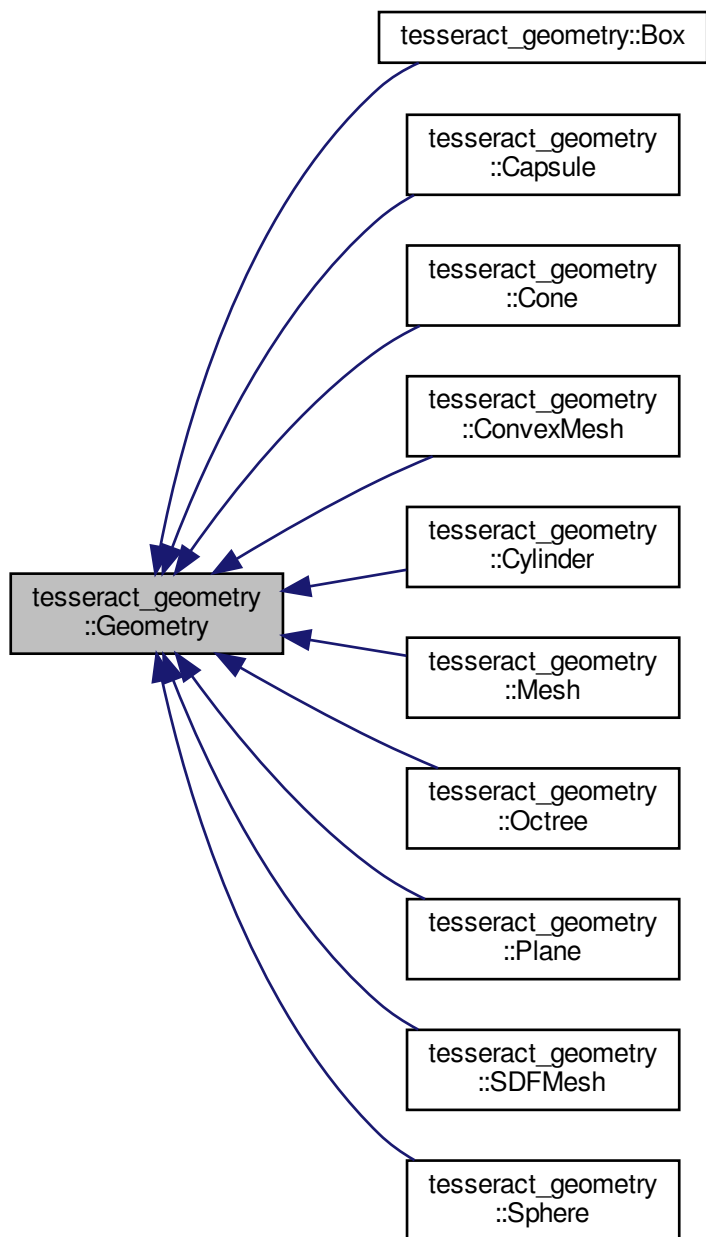 tesseract_geometry::Box
tesseract_geometry
::Capsule
tesseract_geometry
::Cone
tesseract_geometry
::ConvexMesh
tesseract_geometry
::Cylinder
tesseract_geometry
::Geometry
tesseract_geometry
::Mesh
tesseract_geometry
::Octree
tesseract_geometry
::Plane
tesseract_geometry
::SDFMesh
tesseract_geometry
::Sphere